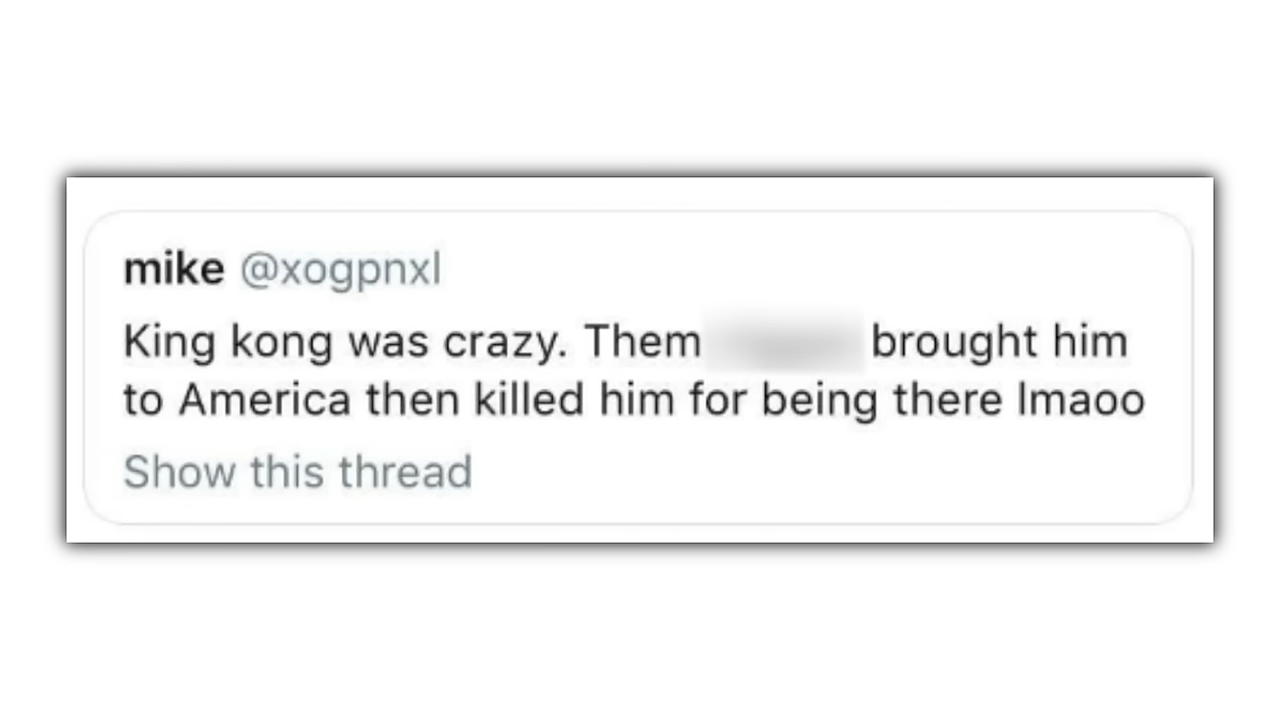 mike @xogpnxl
King kong was crazy. Them brought him
to America then killed him for being there lmaoo
Show this thread